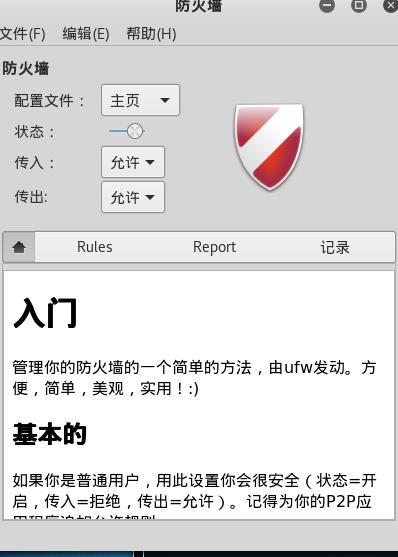 防火墙
文件(F) 编辑(E) 帮助(H)
防火墙
配置文件： 主页
状态：
传入： 允许
传出: 允许
Rules Report 记录
入门
管理你的防火墙的一个简单的方法，由ufw发动。方
便，简单，美观，实用！:)
基本的
如果你是普通用户，用此设置你会很安全（状态=开
启，传入=拒绝，传出=允许）。记得为你的P2P应
用程序追加允许规则